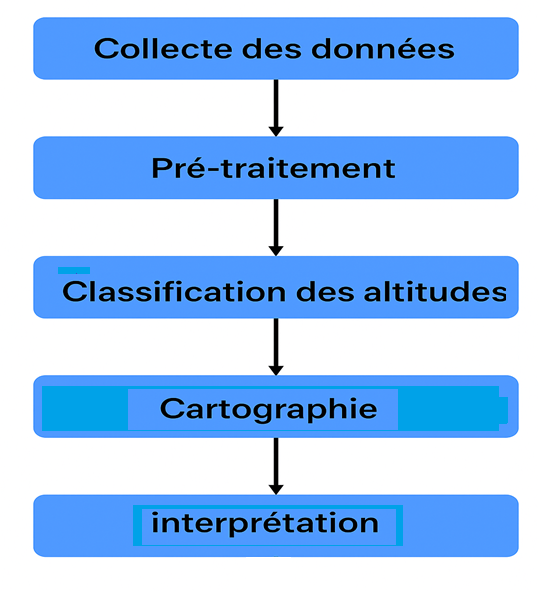 Collecte des données
Pré-traitement
Classification des altitudes
Cartographie
interprétation